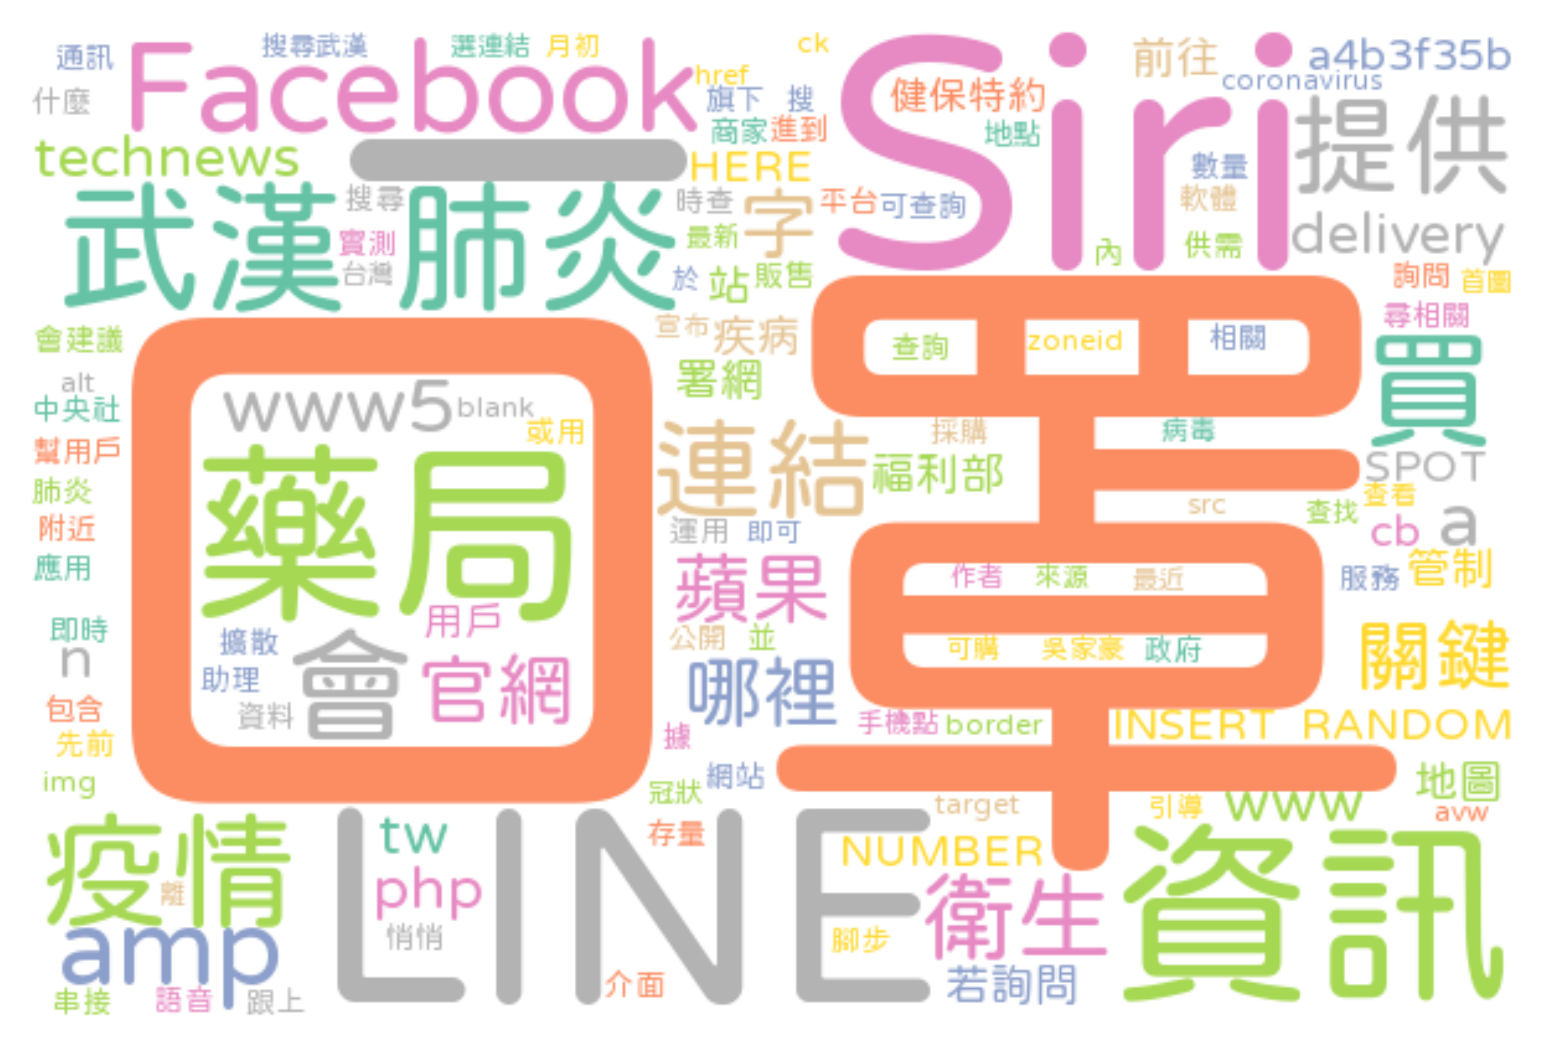 通訊
搜尋武漢
選連結
月初
ck
Facebook
href
Siri
前往
a4b3f35b
coronavirus
什麼
旗下
搜
健保特約
提供
technews
商家
進到
地點
HERE
數量
武漢肺炎
搜尋
時查
字
平台
可查詢
軟體
delivery
實測
最新
內
供需
台灣
於
站
販售
詢問
首圖
口罩
尋相關
會建議
宣布
疾病
查詢
zoneid
相關
買
alt
署網
www5
blank
中央社
或用
連結
採購
病毒
幫用戶
福利部
SPOT
肺炎
藥局
src
查看
查找
附近
運用
即可
cb
a
應用
蘋果
作者
來源
最近
服務
管制
用戶
即時
擴散
公開
並
可購
吳家豪
政府
關鍵
n
會
官網
助理
哪裡
包含
資料
手機點
border
INSERT_RANDOM
先前
據
img
網站
地圖
冠狀
target
引導
www
avw
疫情
tw
LINE
存量
NUMBER
資訊
離
php
衛生
amp
悄悄
腳步
介面
若詢問
串接
語音
跟上